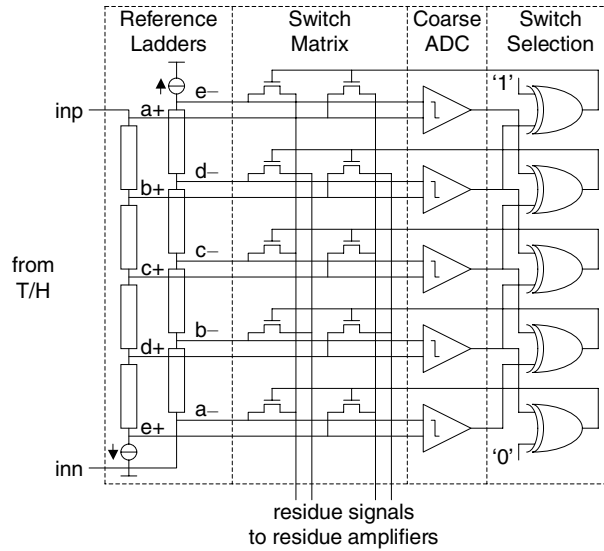 Reference Ladders
Switch Matrix
Coarse ADC
Switch Selection
inp
from T/H
inn
e–
a+
d–
b+
c–
c+
b–
d+
a–
e+
'1'
'0'
residue signals
to residue amplifiers